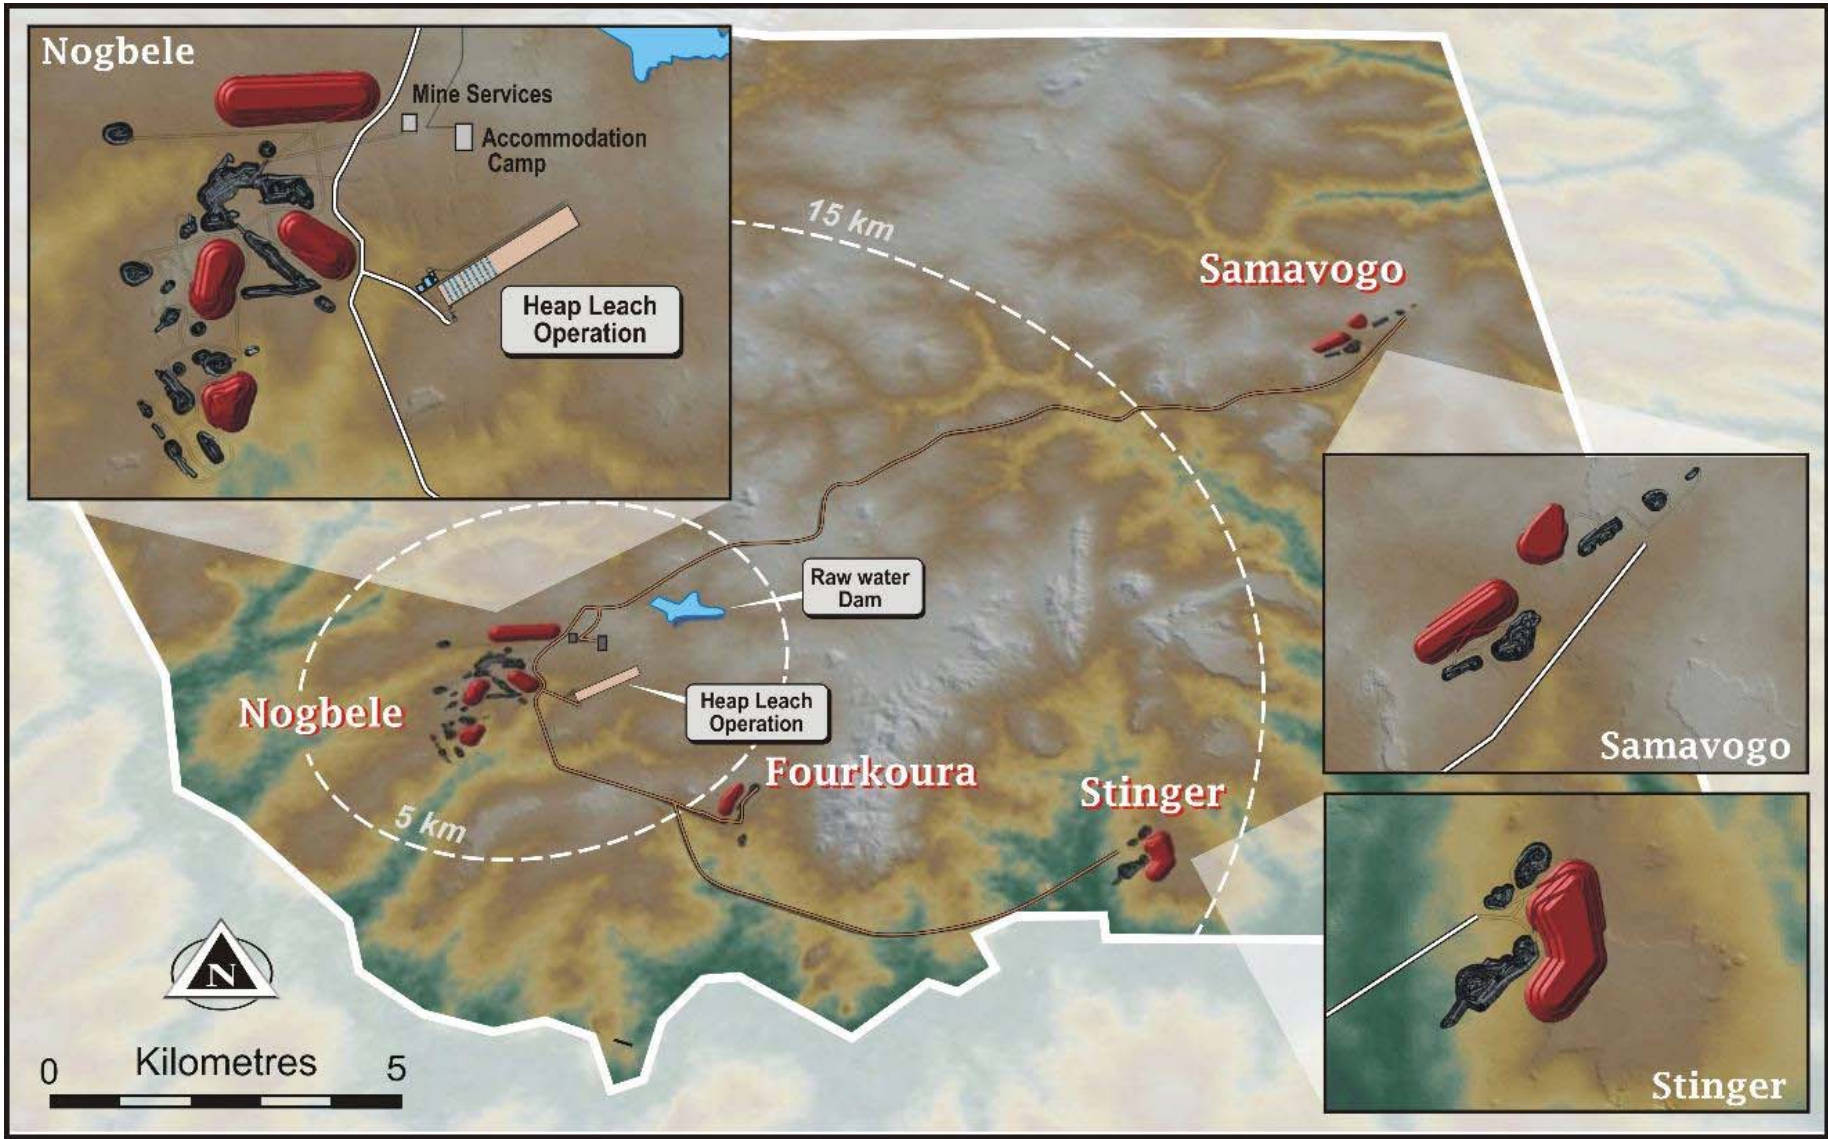 Nogbele
Mine Services
Accommodation
Camp
Heap Leach
Operation
15 km
Samavogo
Raw water
Dam
Nogbele
Heap Leach
Operation
Fourkoura
Stinger
5 km
Samavogo
Stinger
N
Kilometres
0
5